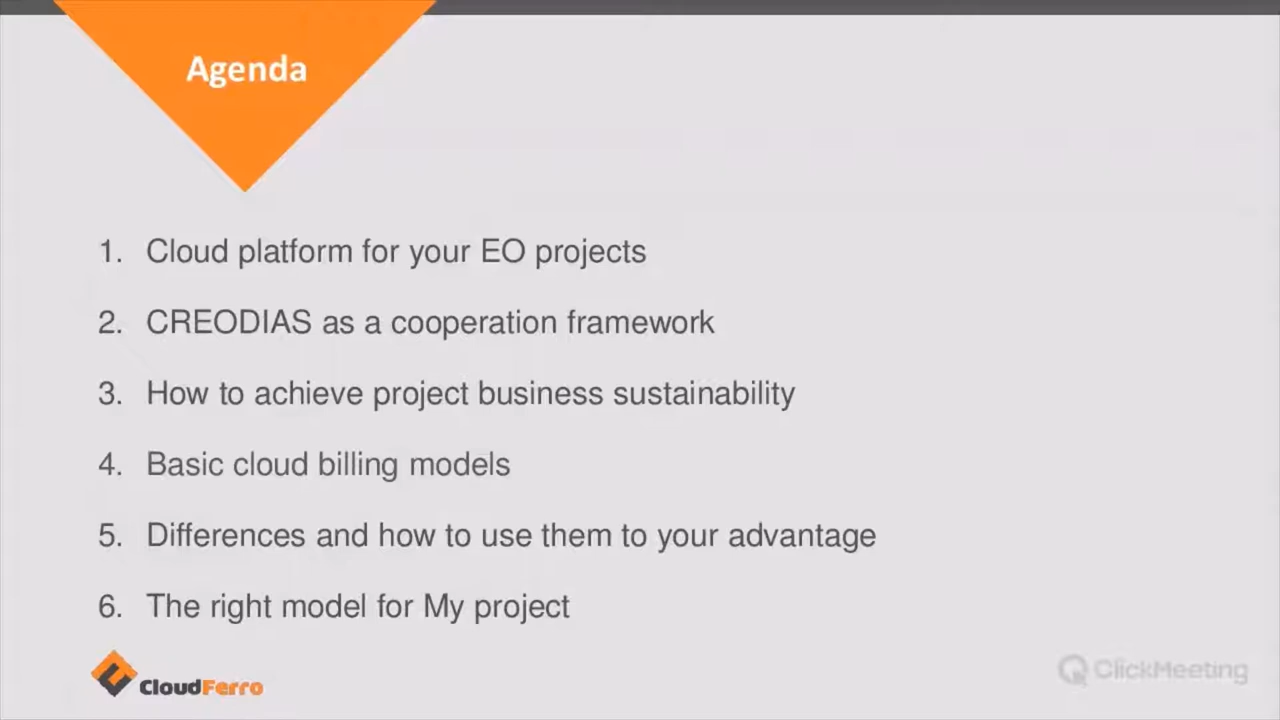 Agenda
1. Cloud platform for your EO projects
2. CREODIAS as a cooperation framework
3. How to achieve project business sustainability
4. Basic cloud billing models
5. Differences and how to use them to your advantage
6. The right model for My project
CloudFerro
ClickMeeting